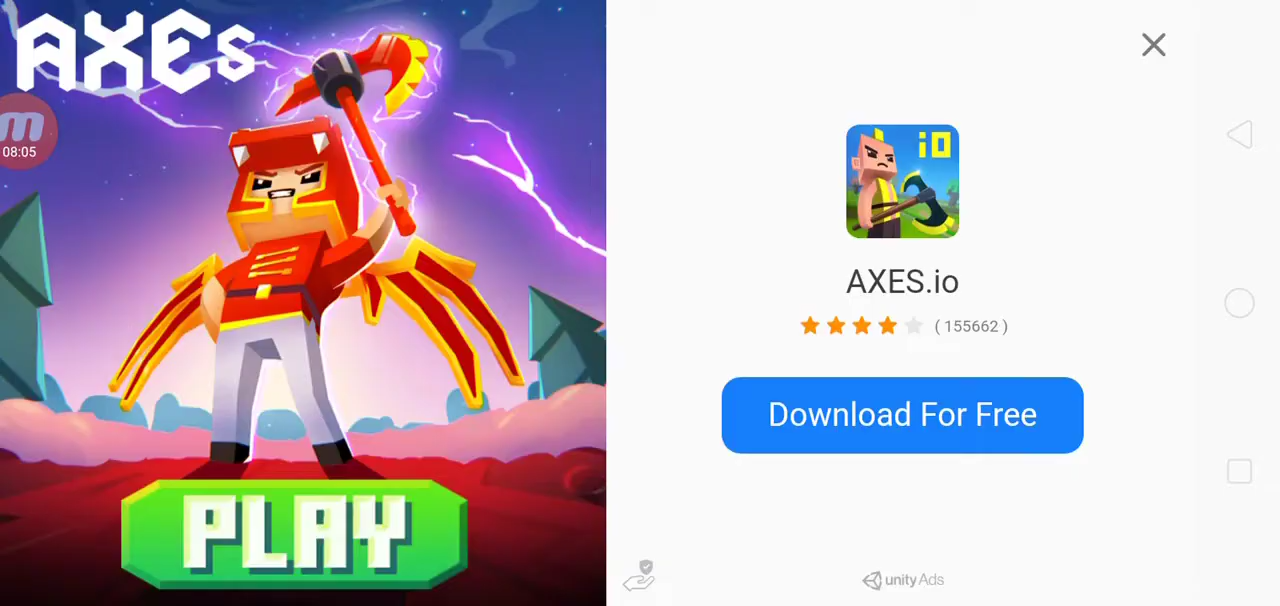 AXEs
m
08:05
PLAY
iO
AXES.io
( 155662 )
Download For Free
unity Ads